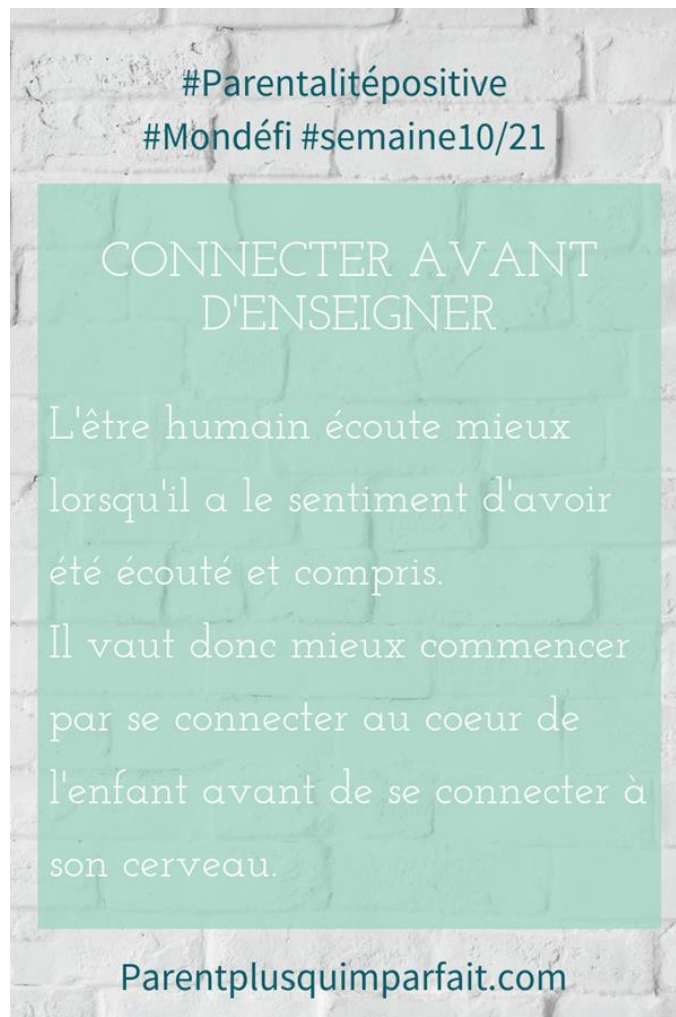 #Parentalitépositive
#Mondéfi #semaine10/21
CONNECTER AVANT
D'ENSEIGNER
L'être humain écoute mieux
lorsqu'il a le sentiment d'avoir
été écouté et compris.
Il vaut donc mieux commencer
par se connecter au coeur de
l'enfant avant de se connecter à
son cerveau.
Parentplusquimparfait.com